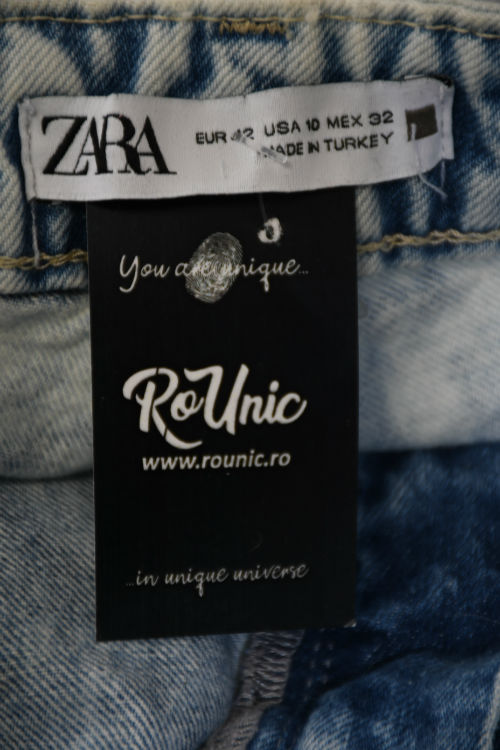 ZARA
EUR 42 USA 10 MEX 32
MADE IN TURKEY
You are unique...
RoUnic
www.rounic.ro
...in unique universe